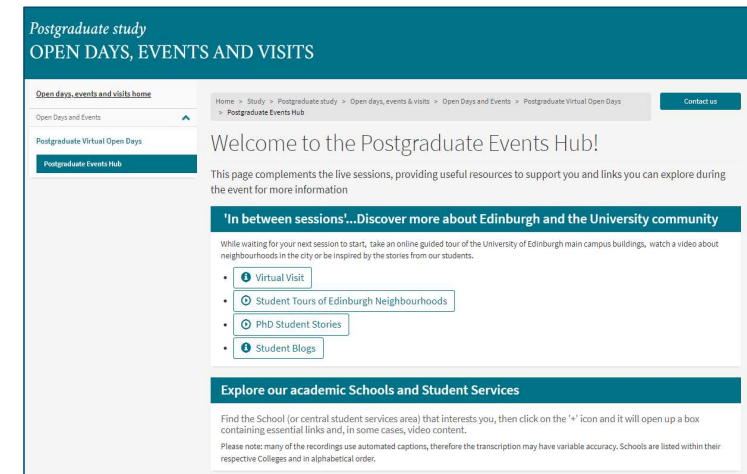 Postgraduate study
OPEN DAYS, EVENTS AND VISITS
Open days, events and visits home
Open Days and Events
Postgraduate Virtual Open Days
Postgraduate Events Hub
Home > Study > Postgraduate study > Open days, events & visits > Open Days and Events > Postgraduate Virtual Open Days
> Postgraduate Events Hub
Contact us
Welcome to the Postgraduate Events Hub!
This page complements the live sessions, providing useful resources to support you and links you can explore during
the event for more information
'In between sessions'...Discover more about Edinburgh and the University community
While waiting for your next session to start, take an online guided tour of the University of Edinburgh main campus buildings, watch a video about
neighbourhoods in the city or be inspired by the stories from our students.
• Virtual Visit
• Student Tours of Edinburgh Neighbourhoods
• PhD Student Stories
• Student Blogs
Explore our academic Schools and Student Services
Find the School (or central student services area) that interests you, then click on the '+' icon and it will open up a box
containing essential links and, in some cases, video content.
Please note: many of the recordings use automated captions, therefore the transcription may have variable accuracy. Schools are listed within their
respective Colleges and in alphabetical order.